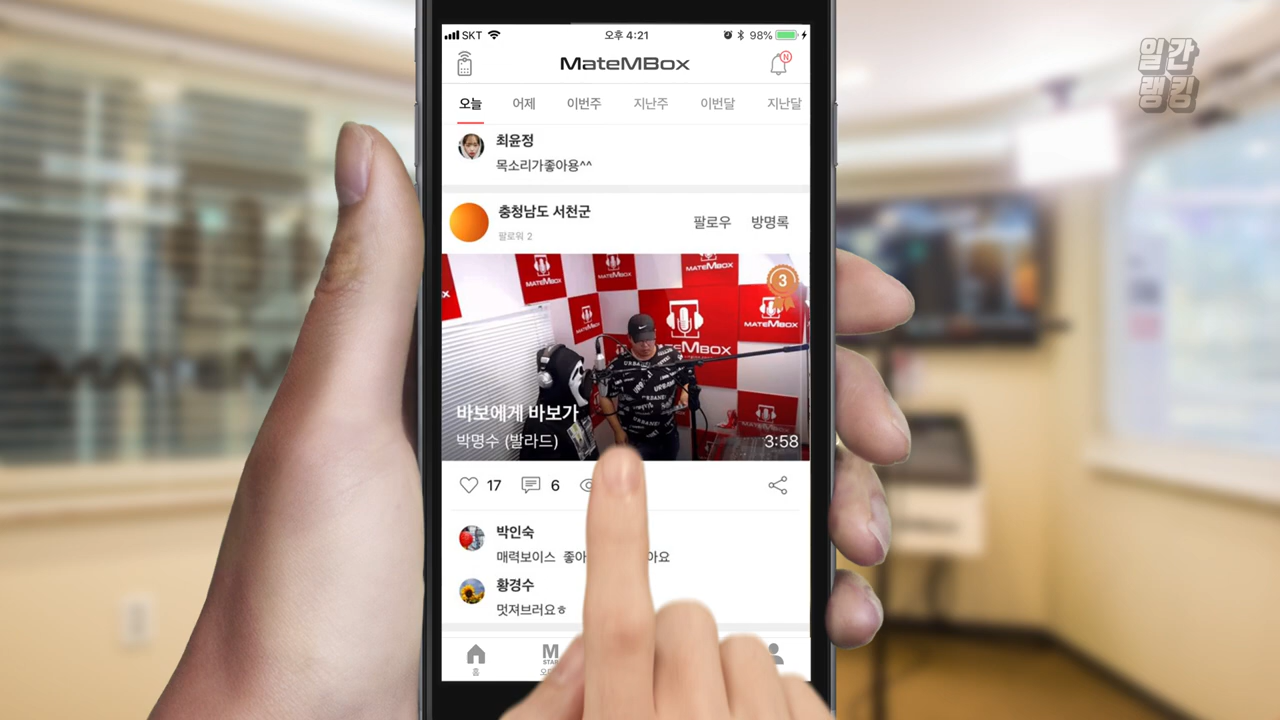 SKT 오후 4:21 98%
MateMBox
N
일간
랭킹
오늘 어제 이번주 지난주 이번달 지난달
최윤정
목소리가좋아용^^
충청남도 서천군
팔로워 2
팔로우 방명록
MATEMBOX
MATEMBOX
MATEMBOX
3
MATEMBOX
URBANE
바보에게 바보가
박명수 (발라드)
3:58
17 6
박인숙
매력보이스 좋아
아요
황경수
멋져브러요ㅎ
M
홈